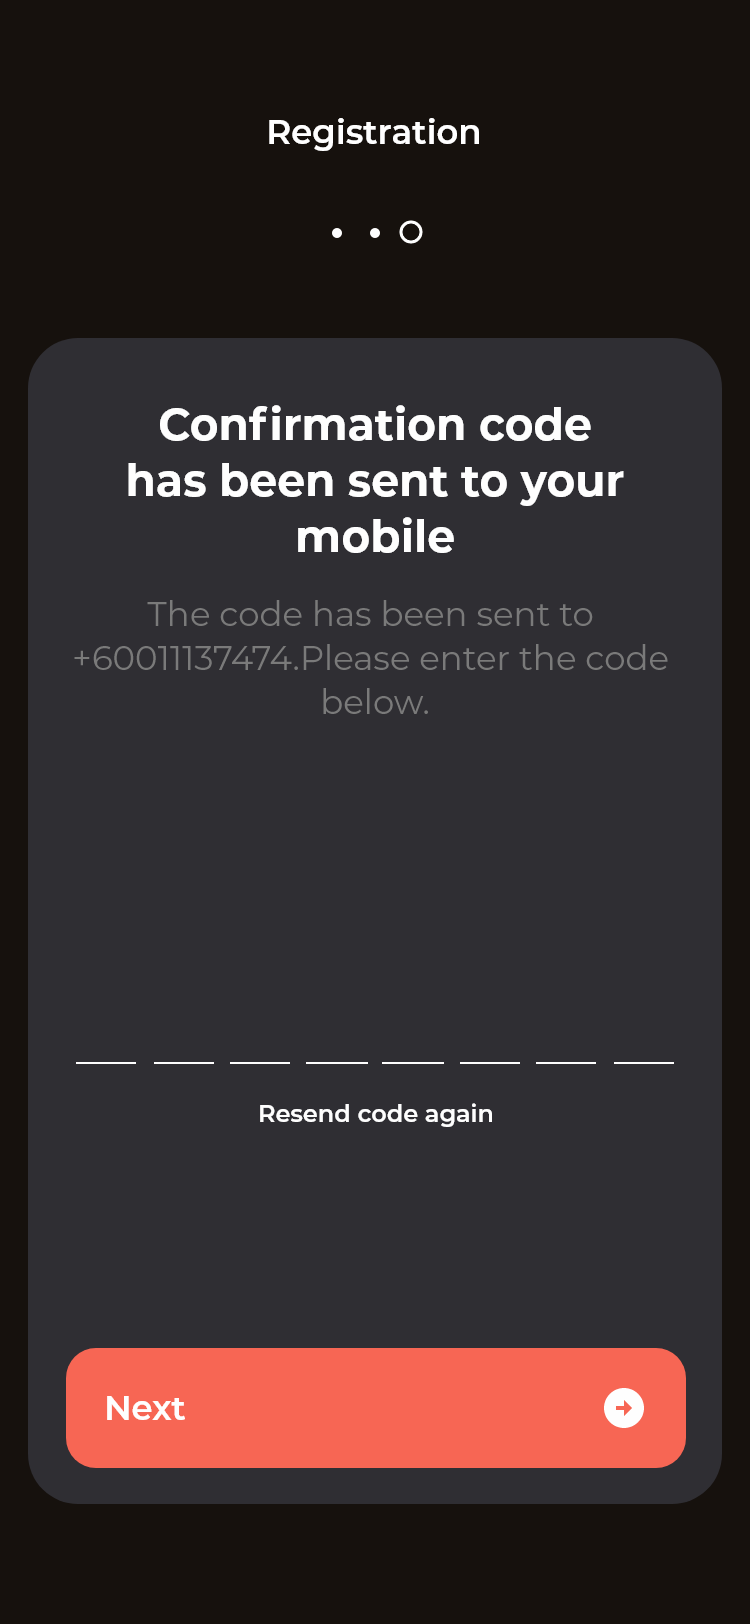 Registration
Confirmation code
has been sent to your
mobile
The code has been sent to
+60011137474.Please enter the code
below.
Resend code again
Next